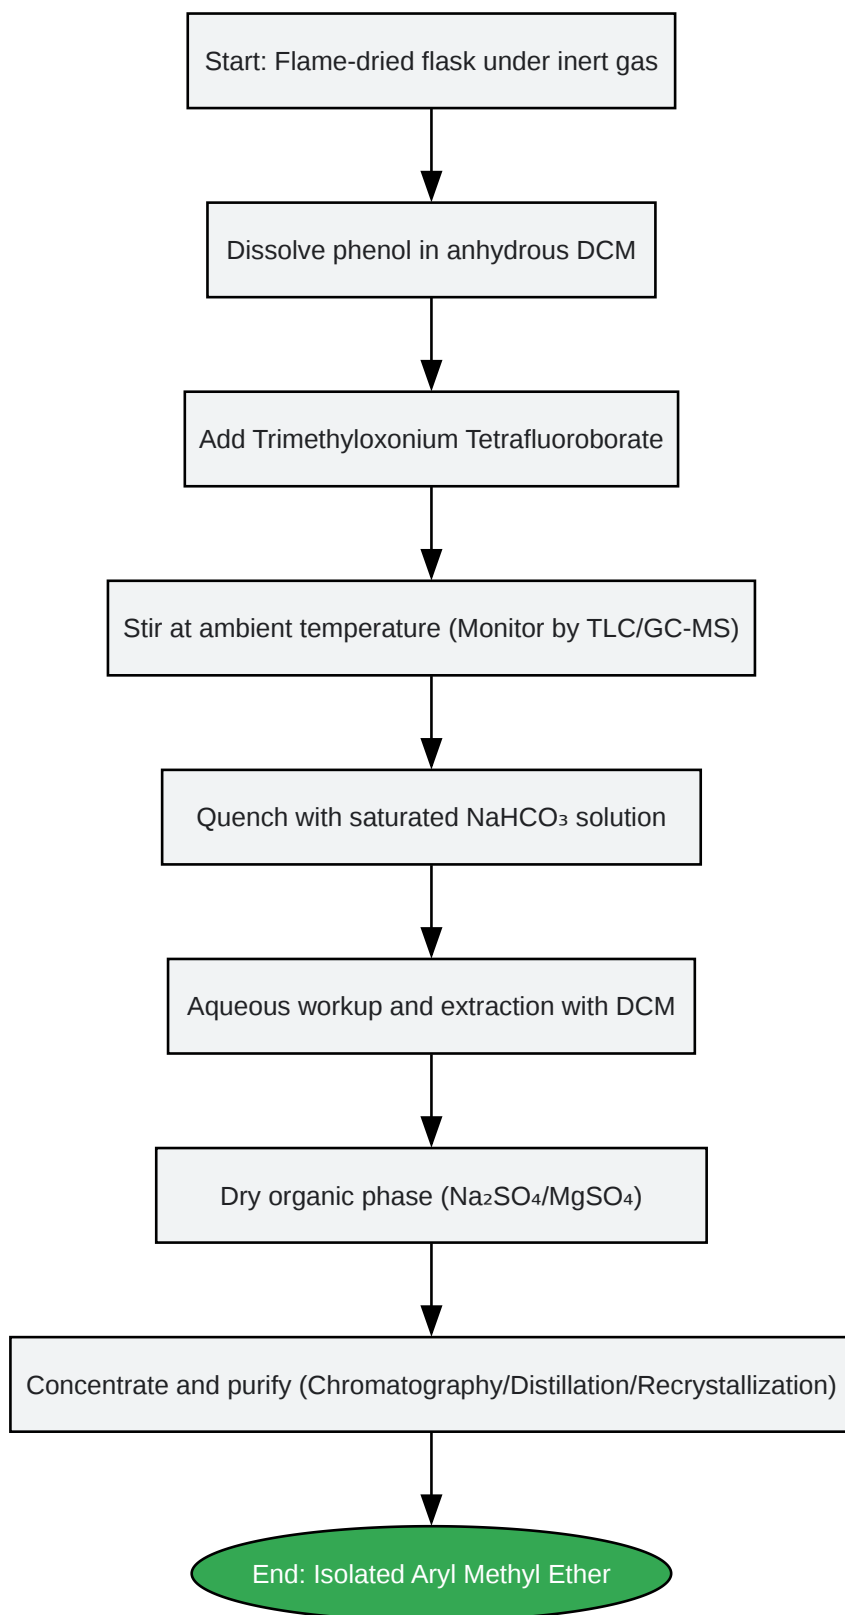 Start: Flame-dried flask under inert gas
Dissolve phenol in anhydrous DCM
Add Trimethyloxonium Tetrafluoroborate
Stir at ambient temperature (Monitor by TLC/GC-MS)
Quench with saturated NaHCO₃ solution
Aqueous workup and extraction with DCM
Dry organic phase (Na₂SO₄/MgSO₄)
Concentrate and purify (Chromatography/Distillation/Recrystallization)
End: Isolated Aryl Methyl Ether